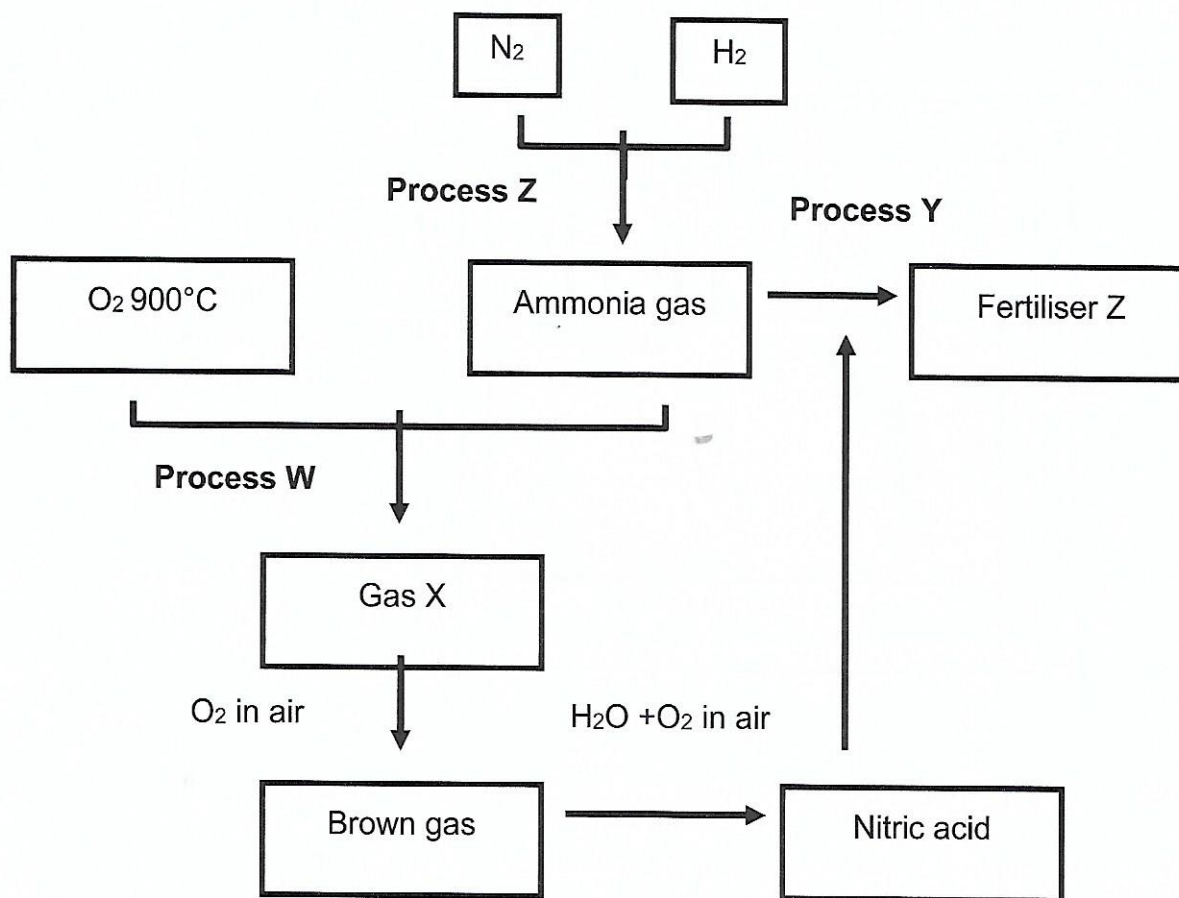 N₂
H₂
Process Z
Process Y
O₂ 900°C
Ammonia gas
Fertiliser Z
Process W
Gas X
O₂ in air
H₂O +O₂ in air
Brown gas
Nitric acid